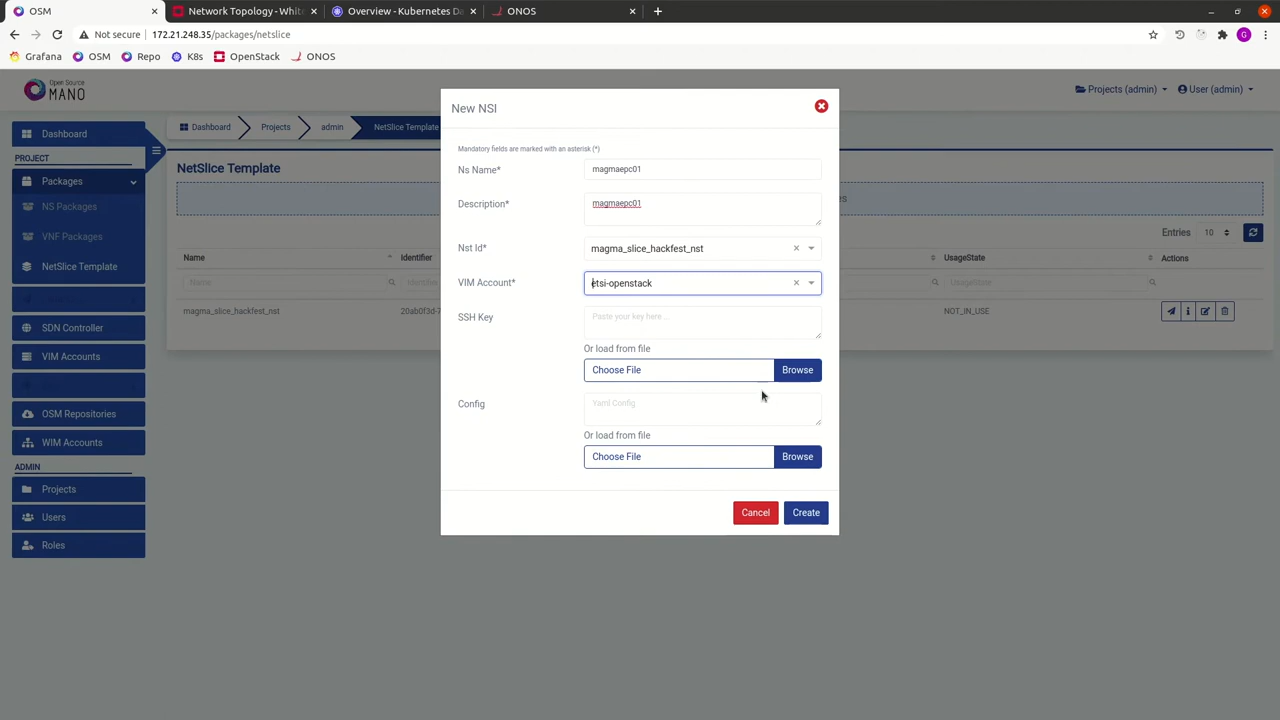 OSM
Network Topology - Whit
Overview - Kubernetes Da
ONOS
Not secure
172.21.248.35/packages/netslice
G
Grafana
OSM
Repo
K8s
OpenStack
ONOS
Open Source
MANO
Projects (admin)
User (admin)
Dashboard
PROJECT
Packages
NS Packages
VNF Packages
NetSlice Template
SDN Controller
VIM Accounts
OSM Repositories
WIM Accounts
ADMIN
Projects
Users
Roles
Dashboard
Projects
admin
NetSlice Template
NetSlice Template
es
Entries
10
Name
Identifier
UsageState
Actions
Name
Identifier
UsageState
magma_slice_hackfest_nst
20ab0f3d-7
NOT_IN_USE
New NSI
Mandatory fields are marked with an asterisk (*)
Ns Name*
magmaepc01
Description*
magmaepc01
Nst Id*
magma_slice_hackfest_nst
VIM Account*
etsi-openstack
SSH Key
Paste your key here ...
Or load from file
Choose File
Browse
Config
Yaml Config
Or load from file
Choose File
Browse
Cancel
Create